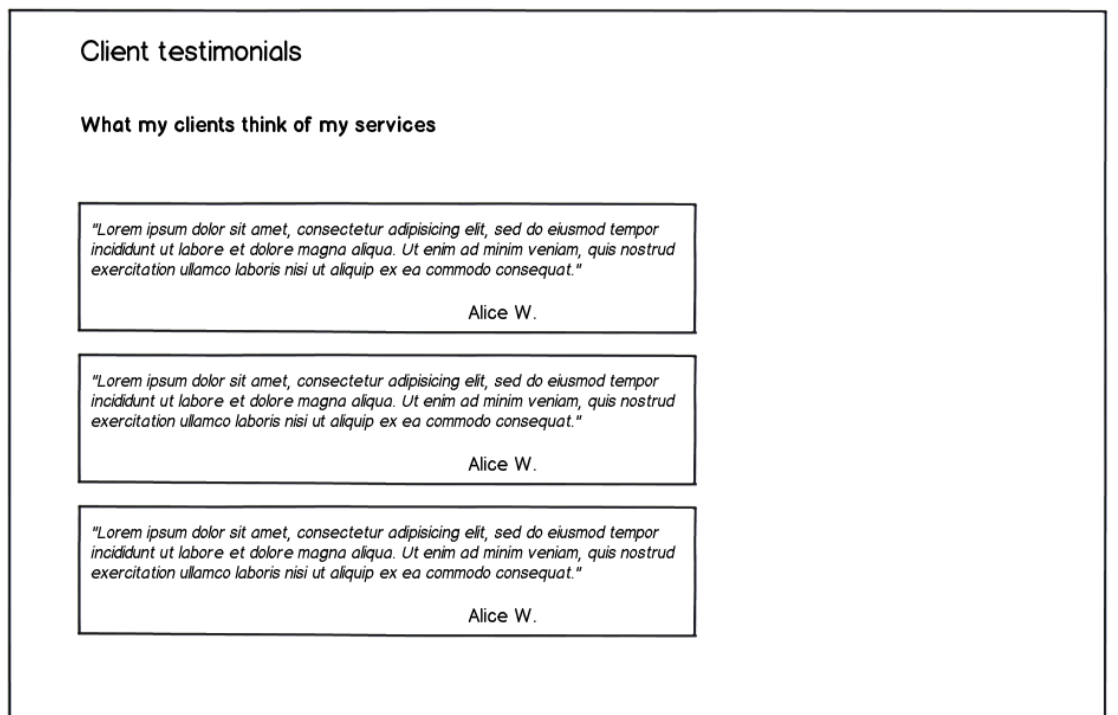 Client testimonials
What my clients think of my services
"Lorem ipsum dolor sit amet, consectetur adipisicing elit, sed do eiusmod tempor
incididunt ut labore et dolore magna aliqua. Ut enim ad minim veniam, quis nostrud
exercitation ullamco laboris nisi ut aliquip ex ea commodo consequat."
Alice W.
"Lorem ipsum dolor sit amet, consectetur adipisicing elit, sed do eiusmod tempor
incididunt ut labore et dolore magna aliqua. Ut enim ad minim veniam, quis nostrud
exercitation ullamco laboris nisi ut aliquip ex ea commodo consequat."
Alice W.
"Lorem ipsum dolor sit amet, consectetur adipisicing elit, sed do eiusmod tempor
incididunt ut labore et dolore magna aliqua. Ut enim ad minim veniam, quis nostrud
exercitation ullamco laboris nisi ut aliquip ex ea commodo consequat."
Alice W.